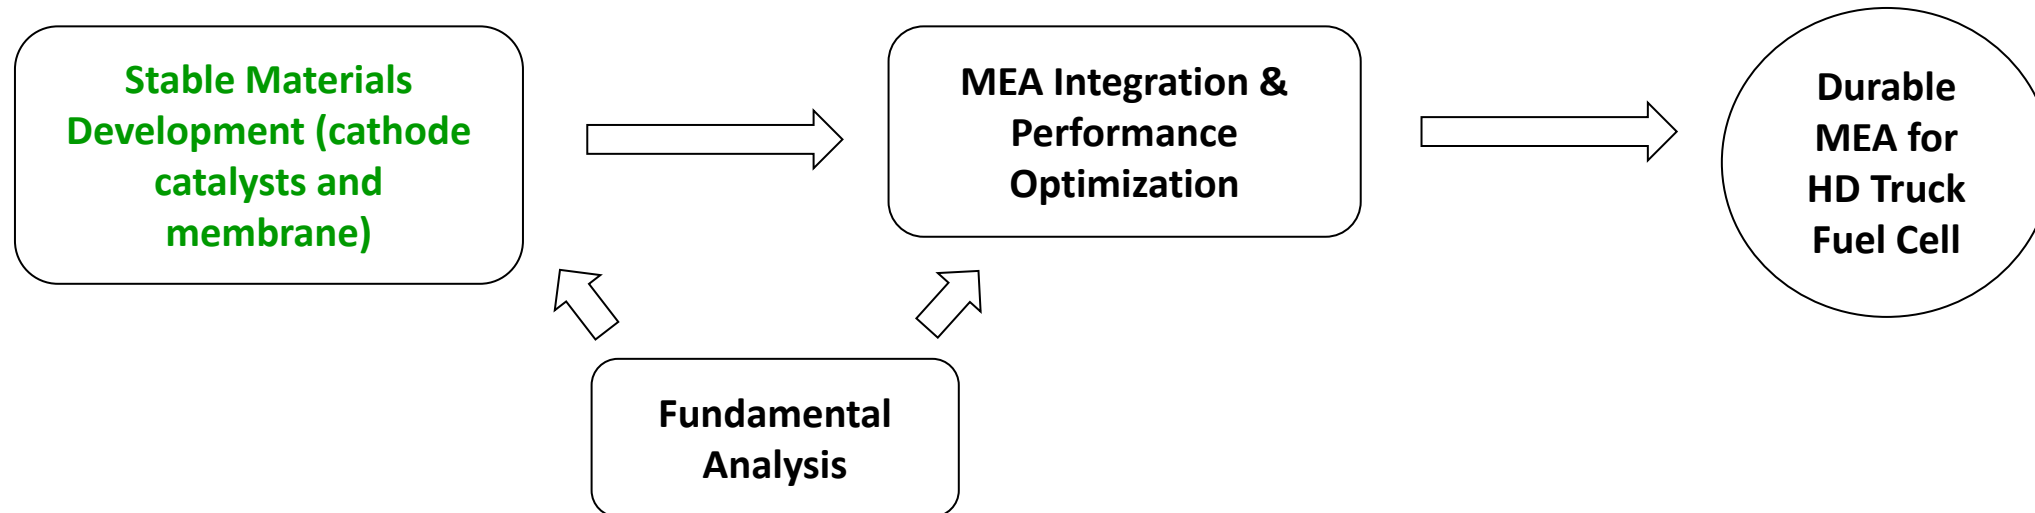 Stable Materials
Development (cathode
catalysts and
membrane)
MEA Integration &
Performance
Optimization
Durable
MEA for
HD Truck
Fuel Cell
Fundamental
Analysis